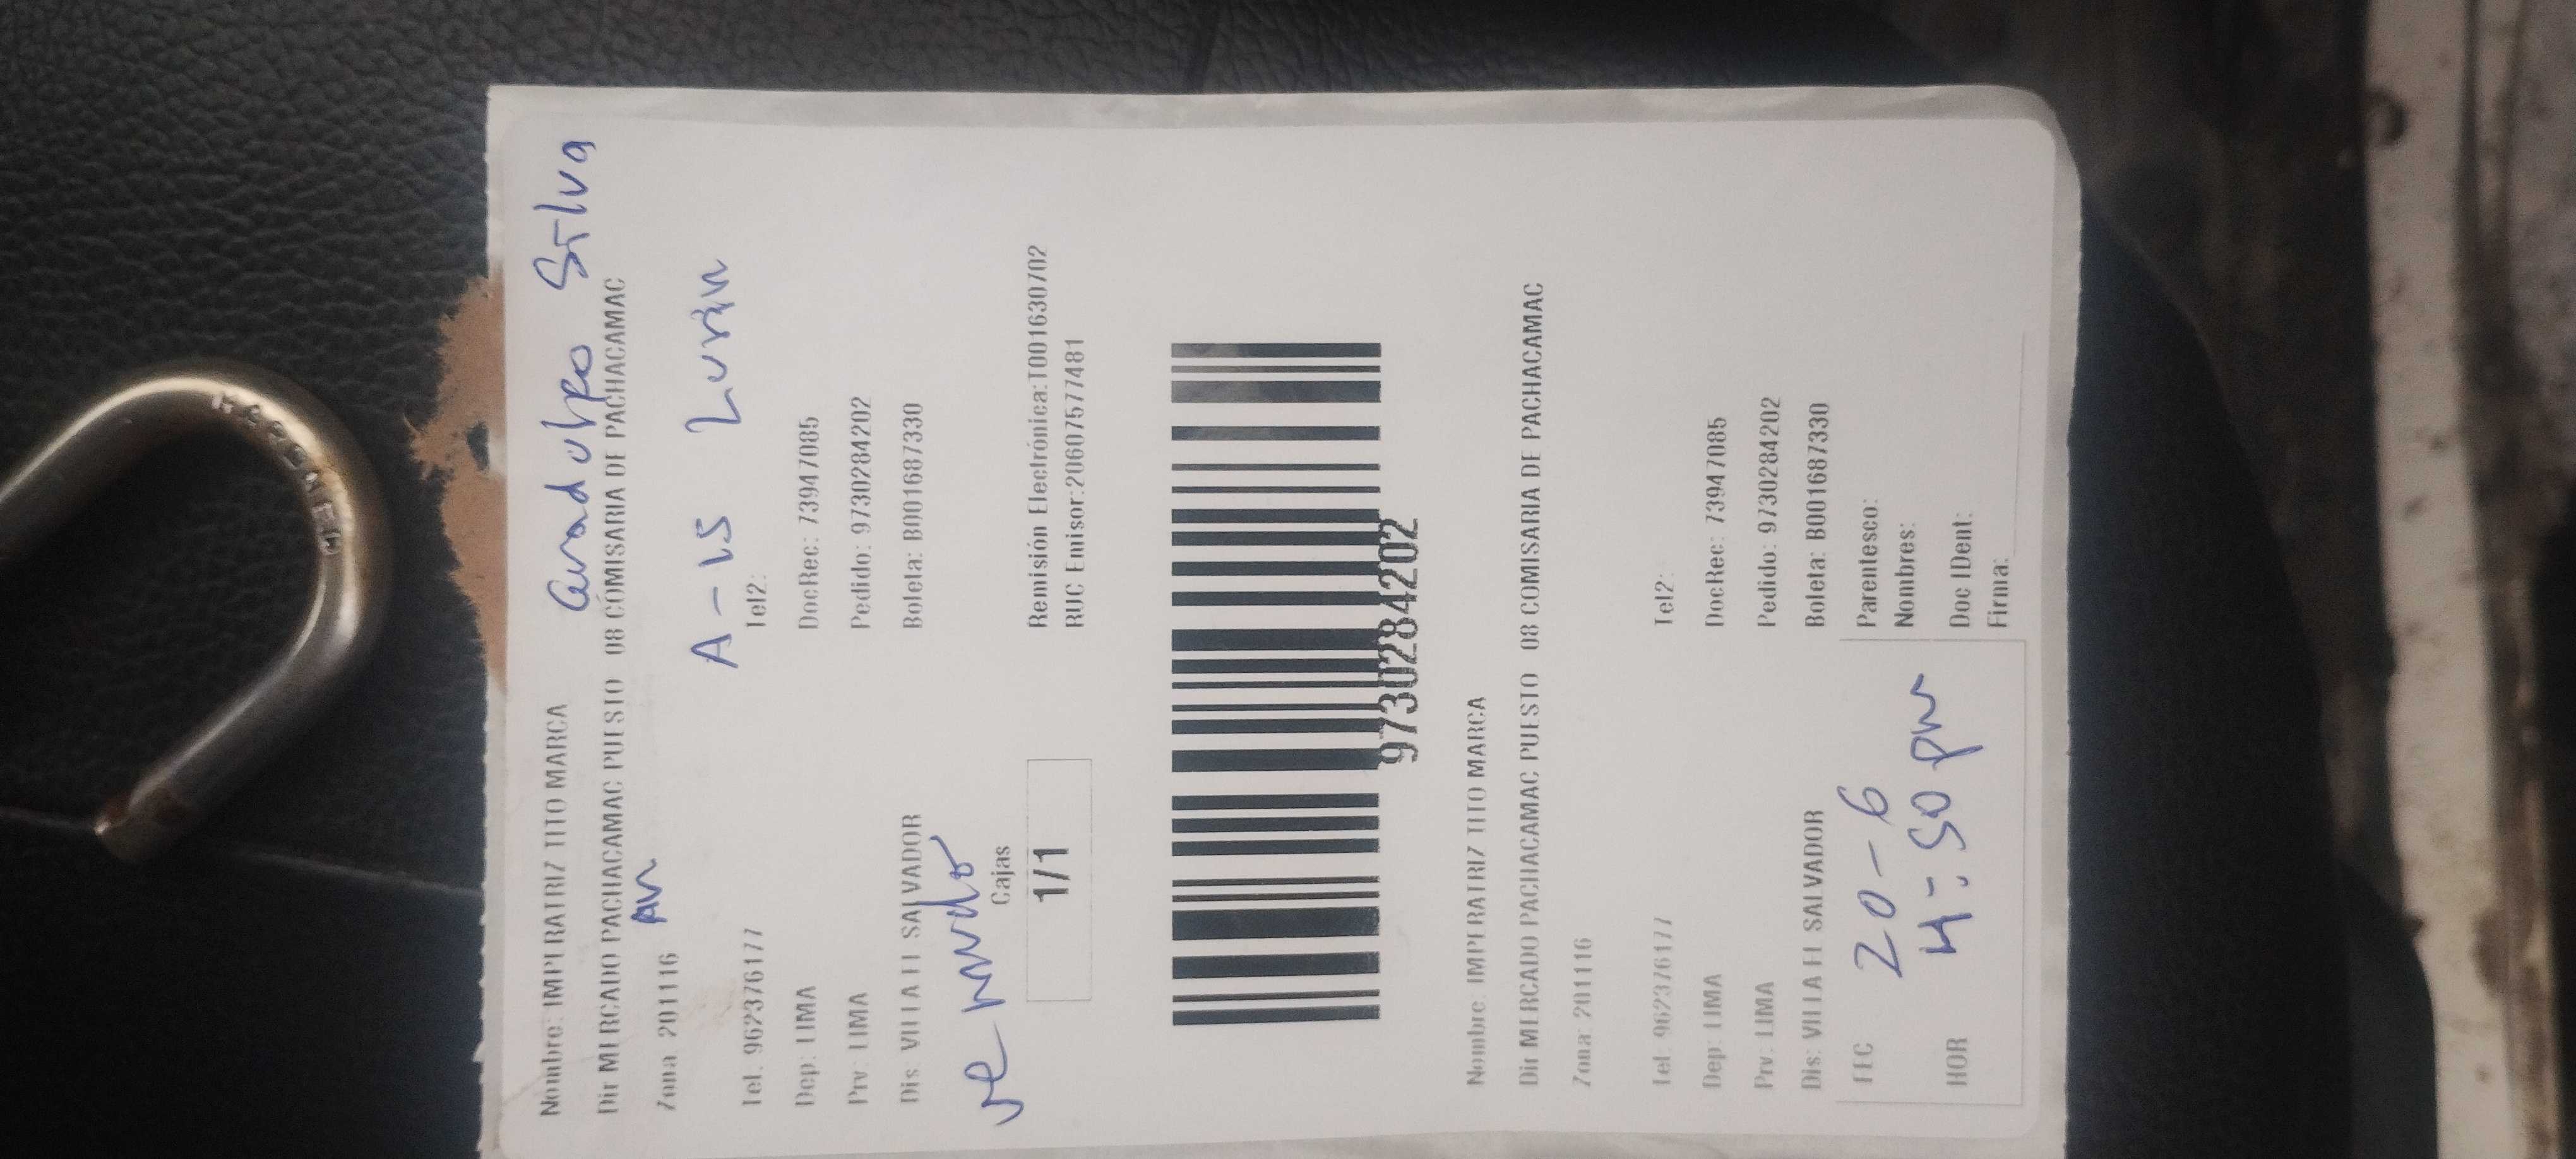 Silva
Nombre: IMPERATRIZ TITO MARCA
Dir MERCADO PACHACAMAC PUESTO 08 COMISARIA DE PACHACAMAC
Zona 201116
A-15 Lurin
Tel. 962376177 Tel2:
Dep: LIMA DocRec: 73947085
Prv: LIMA Pedido: 9730284202
Dis: VILLA EL SALVADOR Boleta: B001687330
Cajas
1/1
Remisión Electrónica:T001630702
RUC Emisor:20607577481
9730284202
Nombre: IMPERATRIZ TITO MARCA
Dir MERCADO PACHACAMAC PUESTO 08 COMISARIA DE PACHACAMAC
Zona: 201116
Tel. 962376177 Tel2:
Dep: LIMA DocRec: 73947085
Prv: LIMA Pedido: 9730284202
Dis: VILLA EL SALVADOR Boleta: B001687330
FEC 20-6 Parentesco:
Nombres:
HOR 4:50 pm Doc IDent:
Firma: